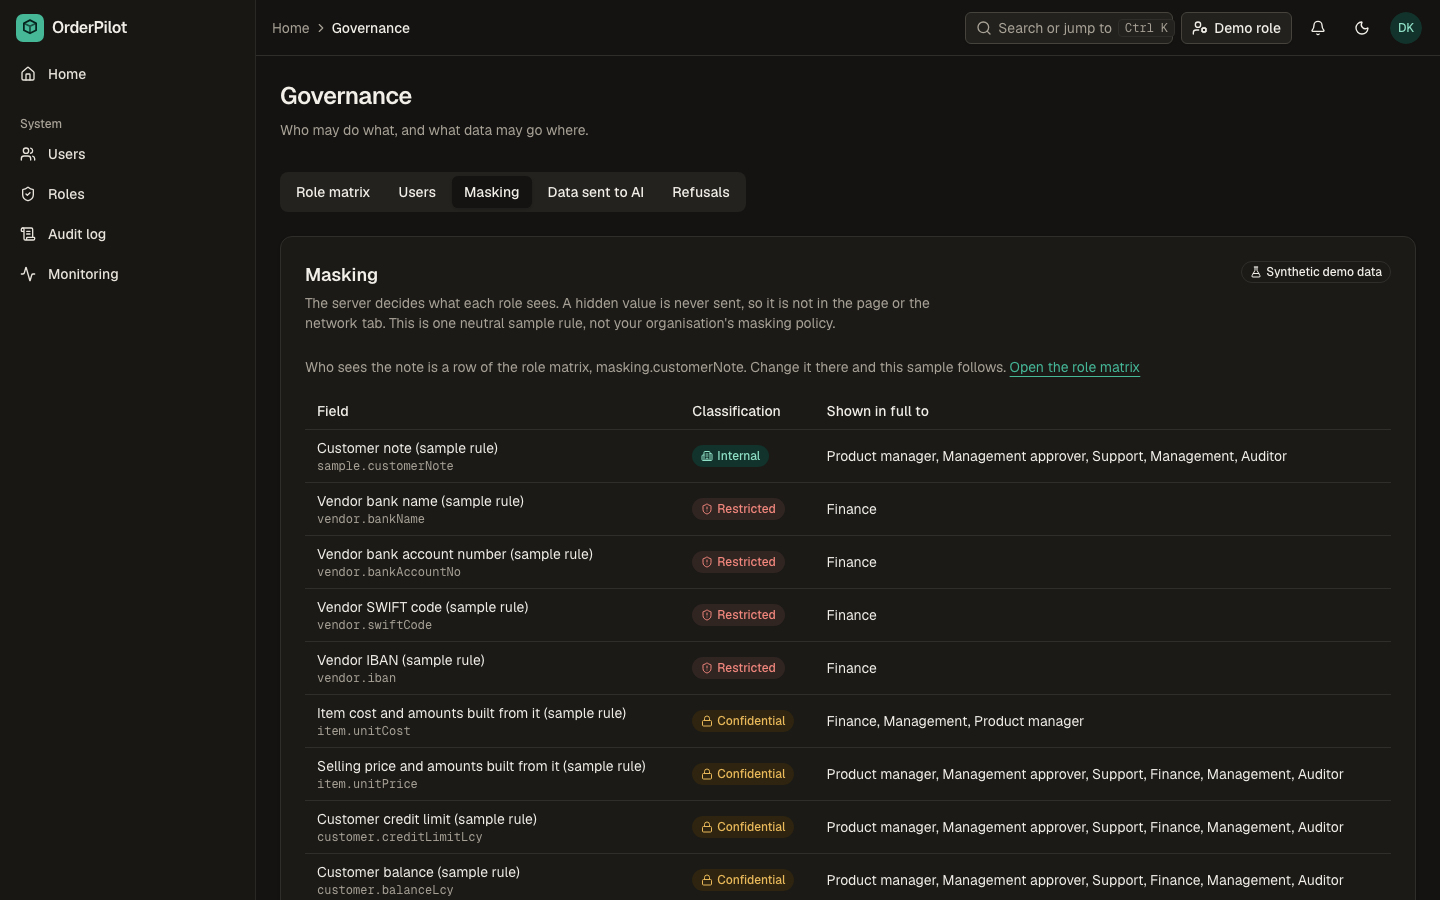 OrderPilot
Home
System
Users
Roles
Audit log
Monitoring
Home > Governance
Search or jump to Ctrl K
Demo role
DK
Governance
Who may do what, and what data may go where.
Role matrix Users Masking Data sent to AI Refusals
Masking
Synthetic demo data
The server decides what each role sees. A hidden value is never sent, so it is not in the page or the
network tab. This is one neutral sample rule, not your organisation's masking policy.
Who sees the note is a row of the role matrix, masking.customerNote. Change it there and this sample follows. Open the role matrix
Field Classification Shown in full to
Customer note (sample rule)
sample.customerNote
Internal
Product manager, Management approver, Support, Management, Auditor
Vendor bank name (sample rule)
vendor.bankName
Restricted
Finance
Vendor bank account number (sample rule)
vendor.bankAccountNo
Restricted
Finance
Vendor SWIFT code (sample rule)
vendor.swiftCode
Restricted
Finance
Vendor IBAN (sample rule)
vendor.iban
Restricted
Finance
Item cost and amounts built from it (sample rule)
item.unitCost
Confidential
Finance, Management, Product manager
Selling price and amounts built from it (sample rule)
item.unitPrice
Confidential
Product manager, Management approver, Support, Finance, Management, Auditor
Customer credit limit (sample rule)
customer.creditLimitLcy
Confidential
Product manager, Management approver, Support, Finance, Management, Auditor
Customer balance (sample rule)
customer.balanceLcy
Confidential
Product manager, Management approver, Support, Finance, Management, Auditor